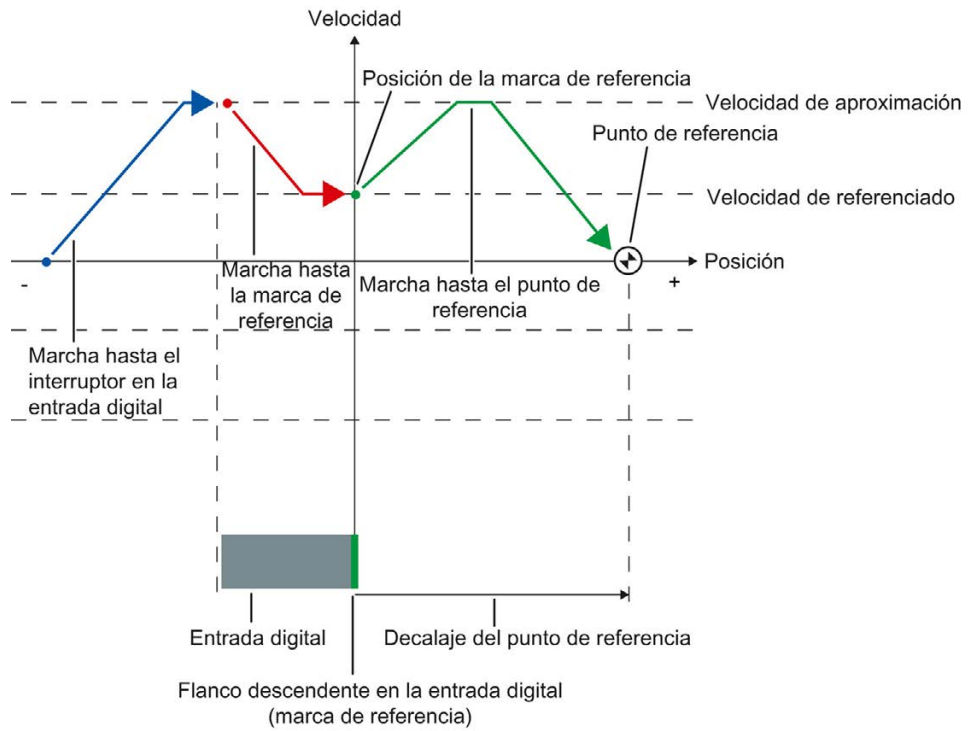 Velocidad
Posición de la marca de referencia
Velocidad de aproximación
Punto de referencia
Velocidad de referenciado
Posición
-
+
Marcha hasta
la marca de
referencia
Marcha hasta el punto de
referencia
Marcha hasta el
interruptor en la
entrada digital
Entrada digital
Decalaje del punto de referencia
Flanco descendente en la entrada digital
(marca de referencia)